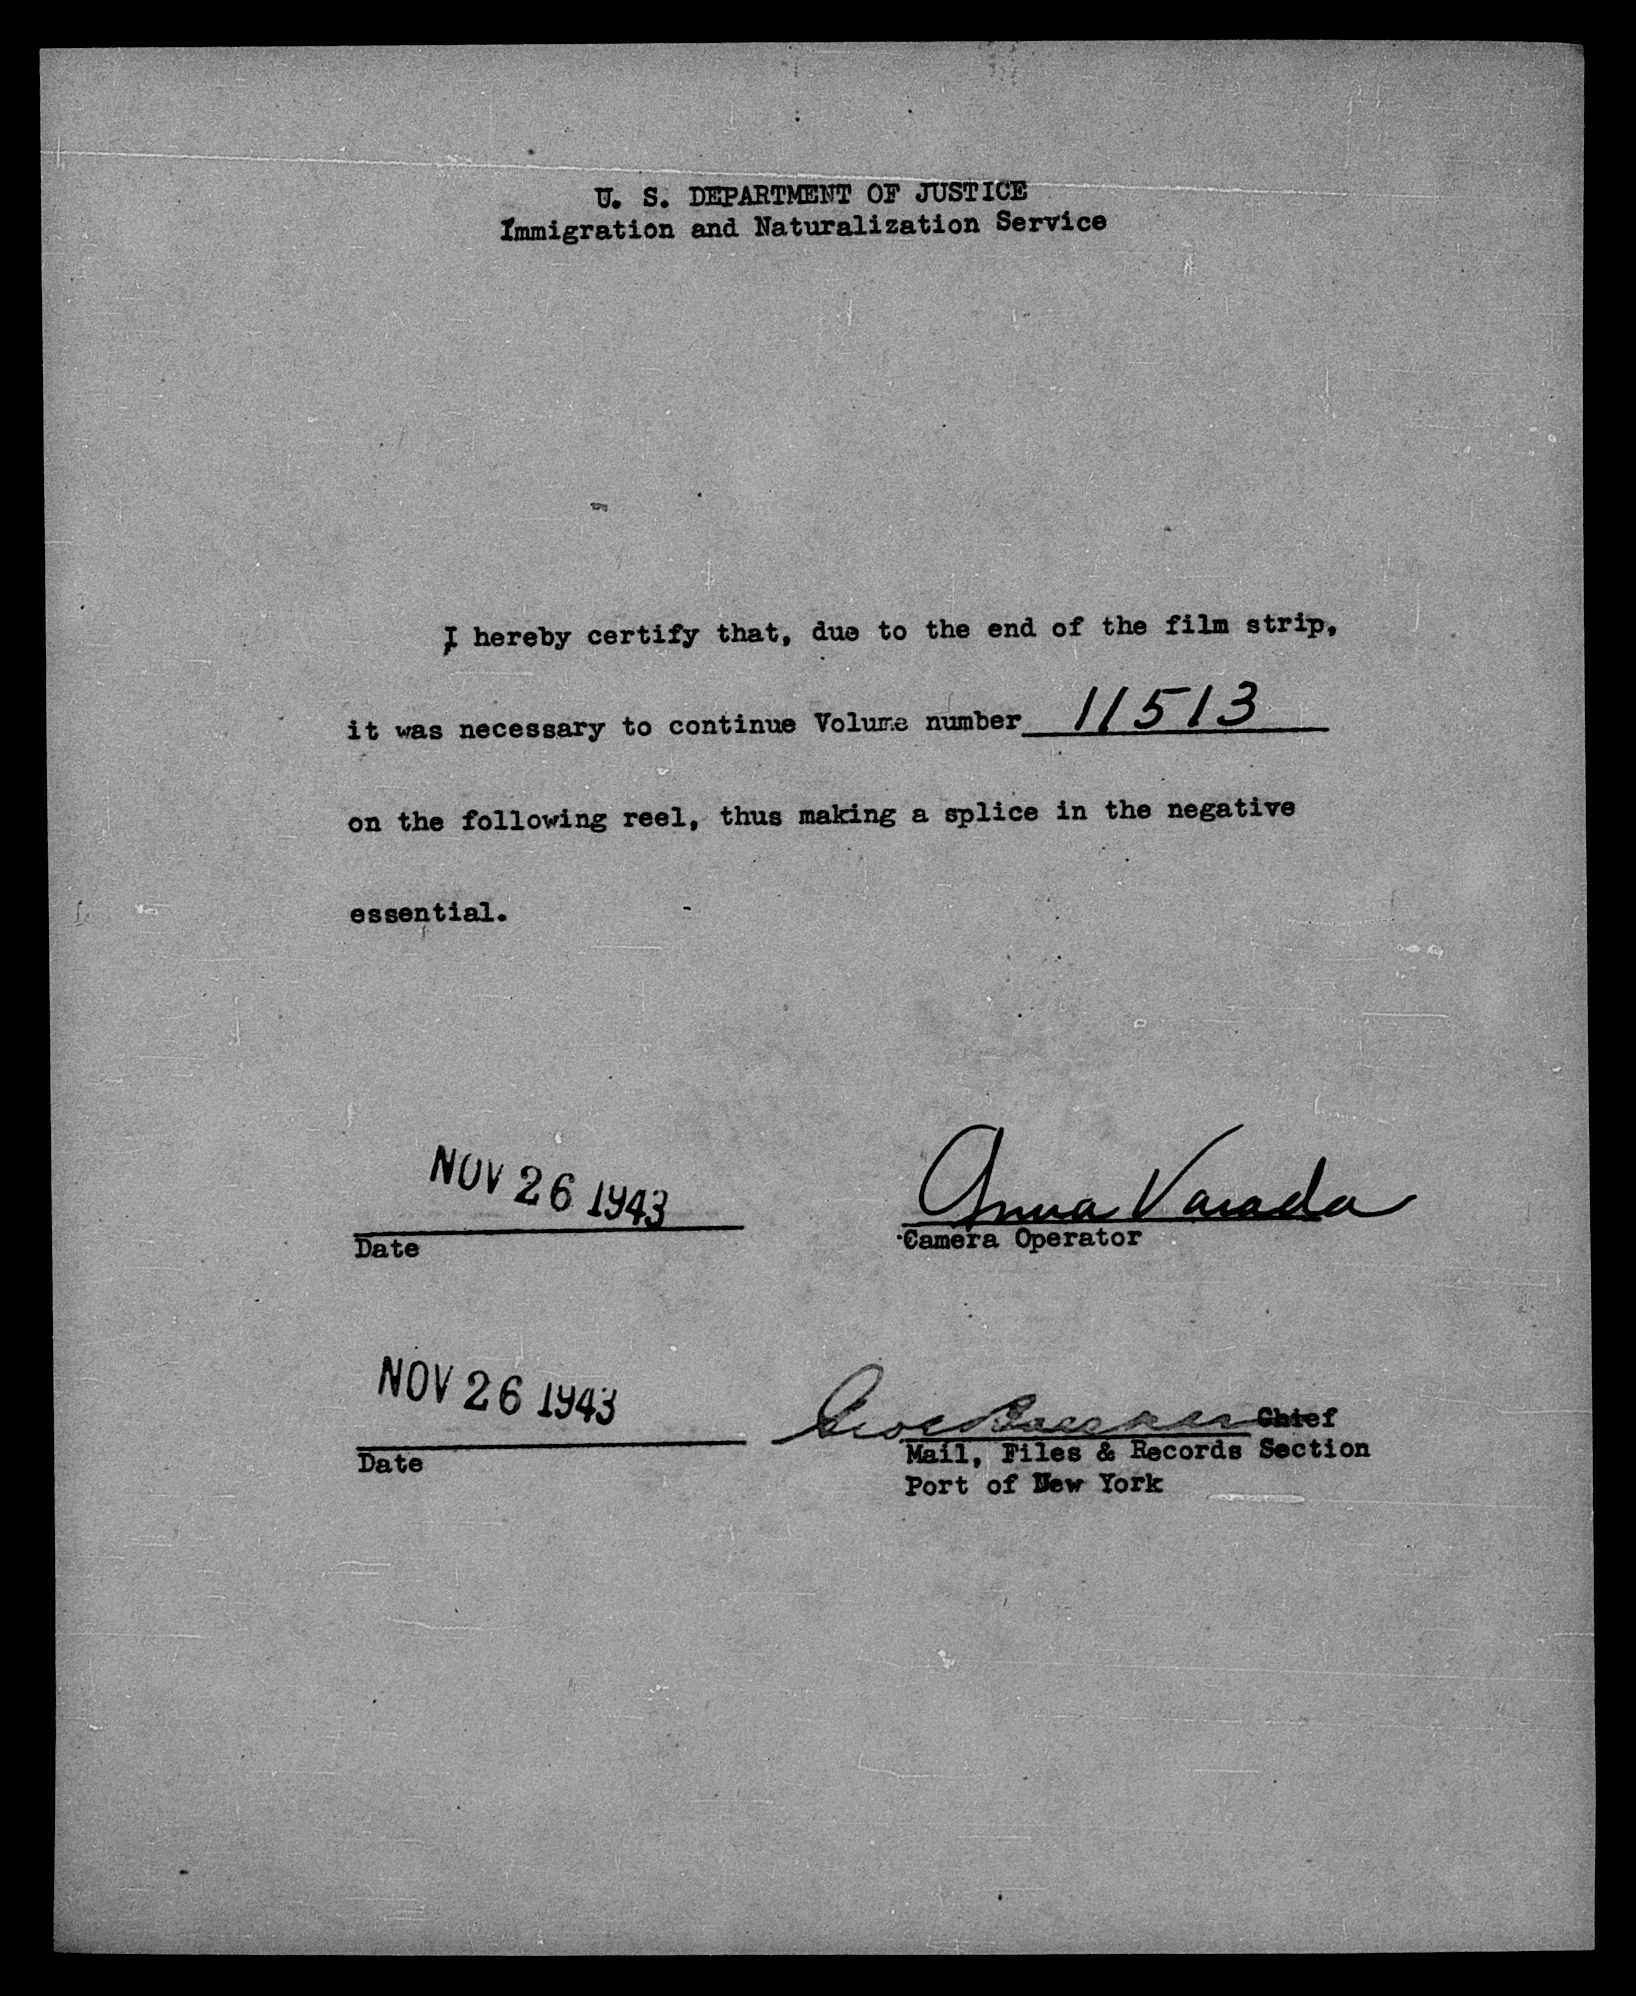 U. S. DEPARTMENT OF JUSTICE
Immigration and Naturalization Service
I hereby certify that, due to the end of the film strip,
it was necessary to continue Volume number 11513
on the following reel, thus making a splice in the negative
essential.
NOV 26 1943
Date
Anna Varada
Camera Operator
NOV 26 1943
Date
Chief
Mail, Files & Records Section
Port of New York